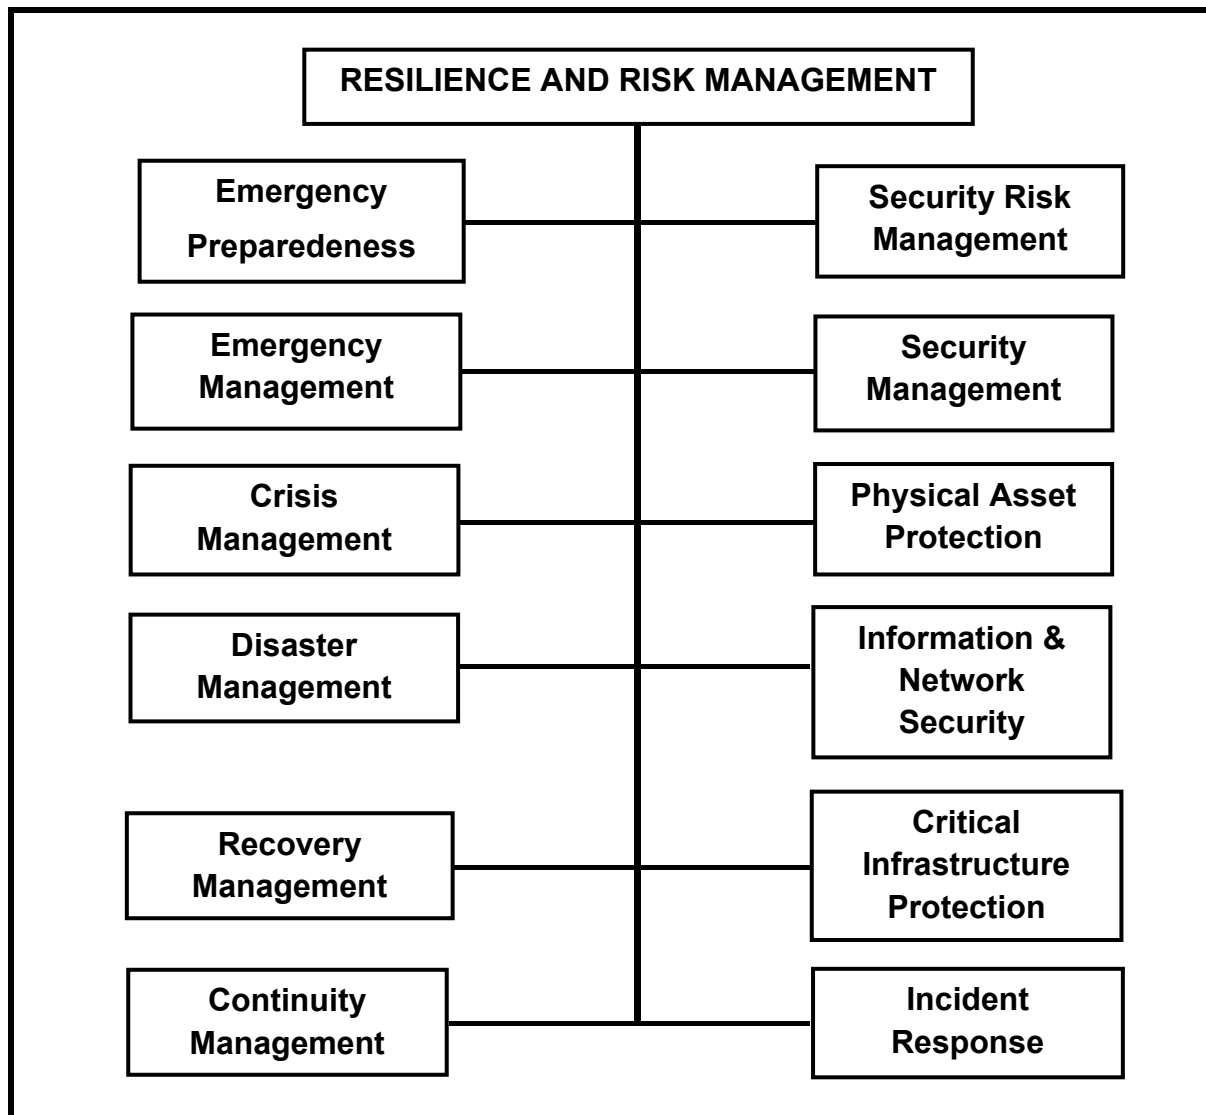 RESILIENCE AND RISK MANAGEMENT
Emergency
Preparedeness
Security Risk
Management
Emergency
Management
Security
Management
Crisis
Management
Physical Asset
Protection
Disaster
Management
Information &
Network
Security
Recovery
Management
Critical
Infrastructure
Protection
Continuity
Management
Incident
Response